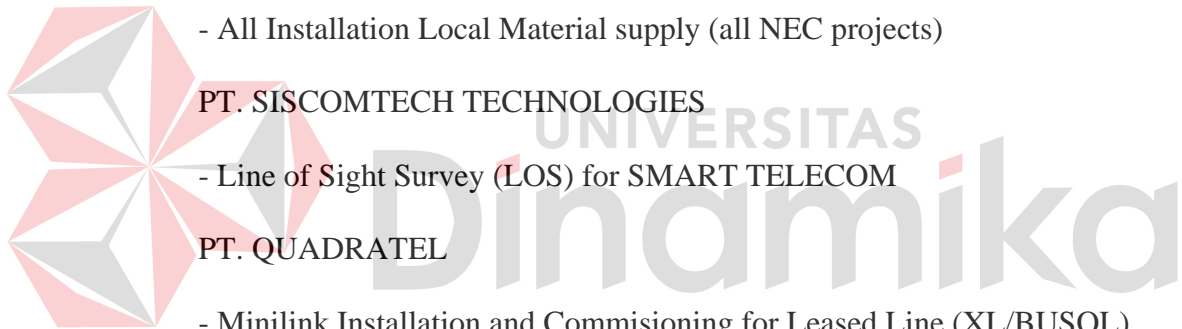 - All Installation Local Material supply (all NEC projects)
PT. SISCOMTECH TECHNOLOGIES
UNIVERSITAS
- Line of Sight Survey (LOS) for SMART TELECOM
Dinamika
PT. QUADRATEL
- Minilink Installation and Commisioning for Leased Line (XL/BUSOL)